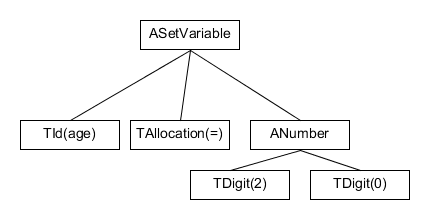 ASetVariable
TId(age)
TAllocation(=)
ANumber
TDigit(2)
TDigit(0)